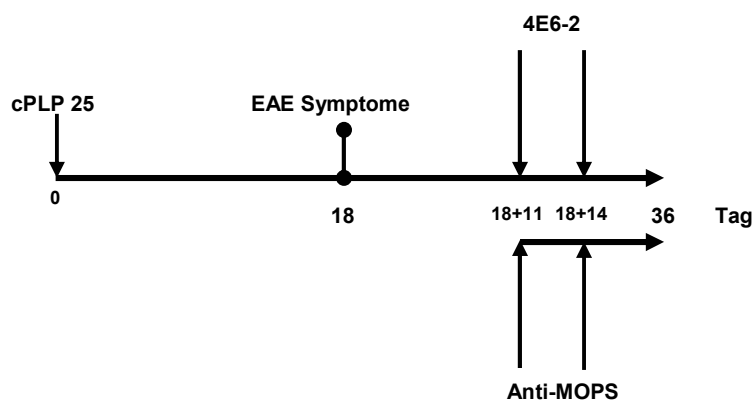 4E6-2
cPLP 25
EAE Symptome
0
18
18+11
18+14
36
Tag
Anti-MOPS